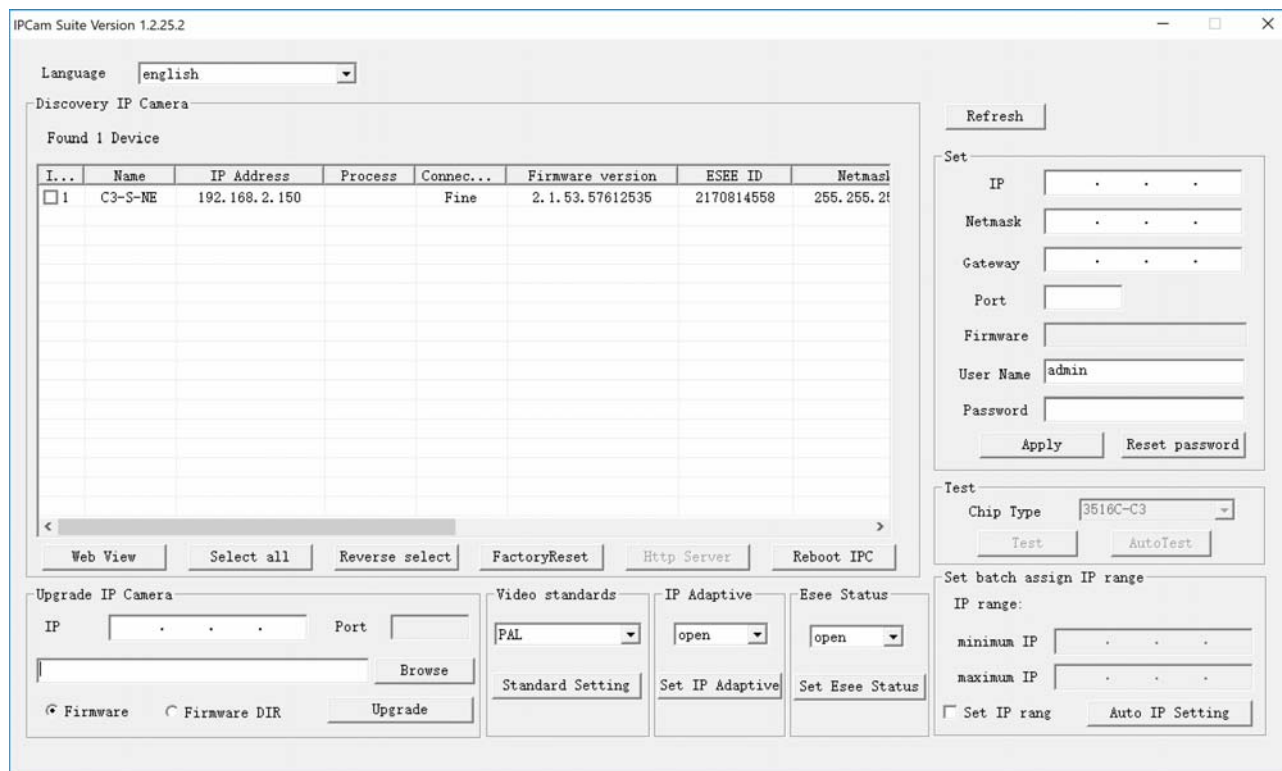 IPCam Suite Version 1.2.25.2
Language english
Discovery IP Camera
Found 1 Device
I... Name IP Address Process Connec... Firmware version ESEE ID Netmask
1 C3-S-NE 192.168.2.150 Fine 2.1.53.57612535 2170814558 255.255.25
Web View Select all Reverse select FactoryReset Http Server Reboot IPC
Refresh
Set
IP . . .
Netmask . . .
Gateway . . .
Port
Firmware
User Name admin
Password
Apply Reset password
Test
Chip Type 3516C-C3
Test AutoTest
Upgrade IP Camera
IP . . . Port
Browse
Firmware Firmware DIR Upgrade
Video standards
PAL
Standard Setting
IP Adaptive
open
Set IP Adaptive
Esee Status
open
Set Esee Status
Set batch assign IP range
IP range:
minimum IP . . .
maximum IP . . .
Set IP rang Auto IP Setting